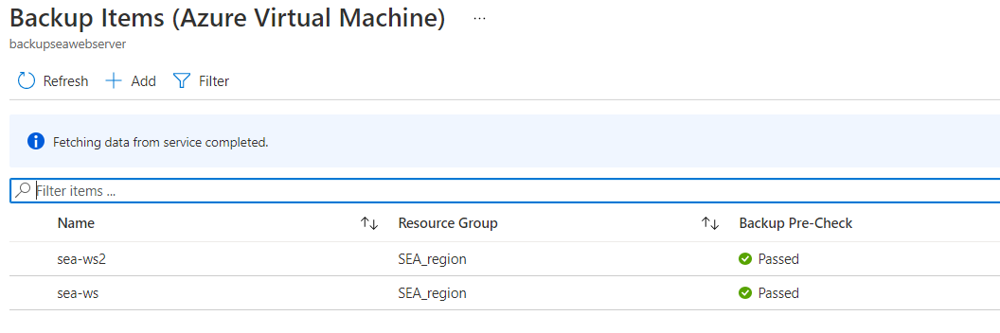 Backup Items (Azure Virtual Machine) ...
backupseawebserver
Refresh Add Filter
Fetching data from service completed.
Filter items ...
Name Resource Group Backup Pre-Check
sea-ws2 SEA_region Passed
sea-ws SEA_region Passed